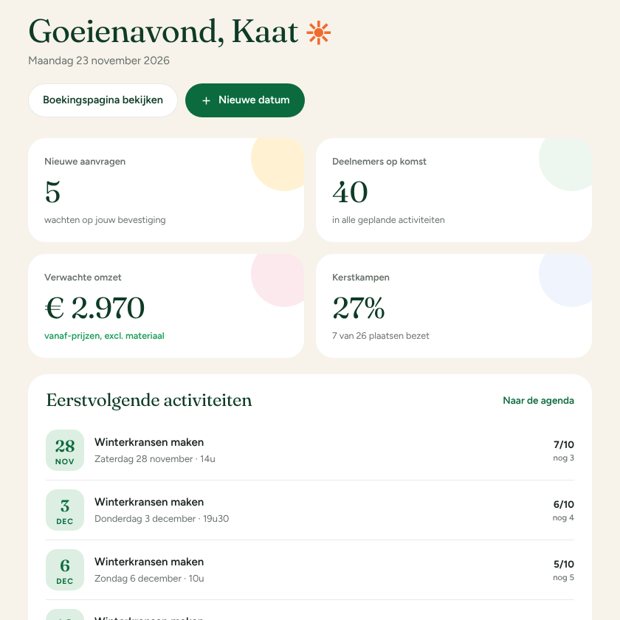 Goeienavond, Kaat
Maandag 23 november 2026
Boekingspagina bekijken
+ Nieuwe datum
Nieuwe aanvragen
5
wachten op jouw bevestiging
Deelnemers op komst
40
in alle geplande activiteiten
Verwachte omzet
€ 2.970
vanaf-prijzen, excl. materiaal
Kerstkampen
27%
7 van 26 plaatsen bezet
Eerstvolgende activiteiten
Naar de agenda
28
NOV
Winterkransen maken
Zaterdag 28 november · 14u
7/10
nog 3
3
DEC
Winterkransen maken
Donderdag 3 december · 19u30
6/10
nog 4
6
DEC
Winterkransen maken
Zondag 6 december · 10u
5/10
nog 5